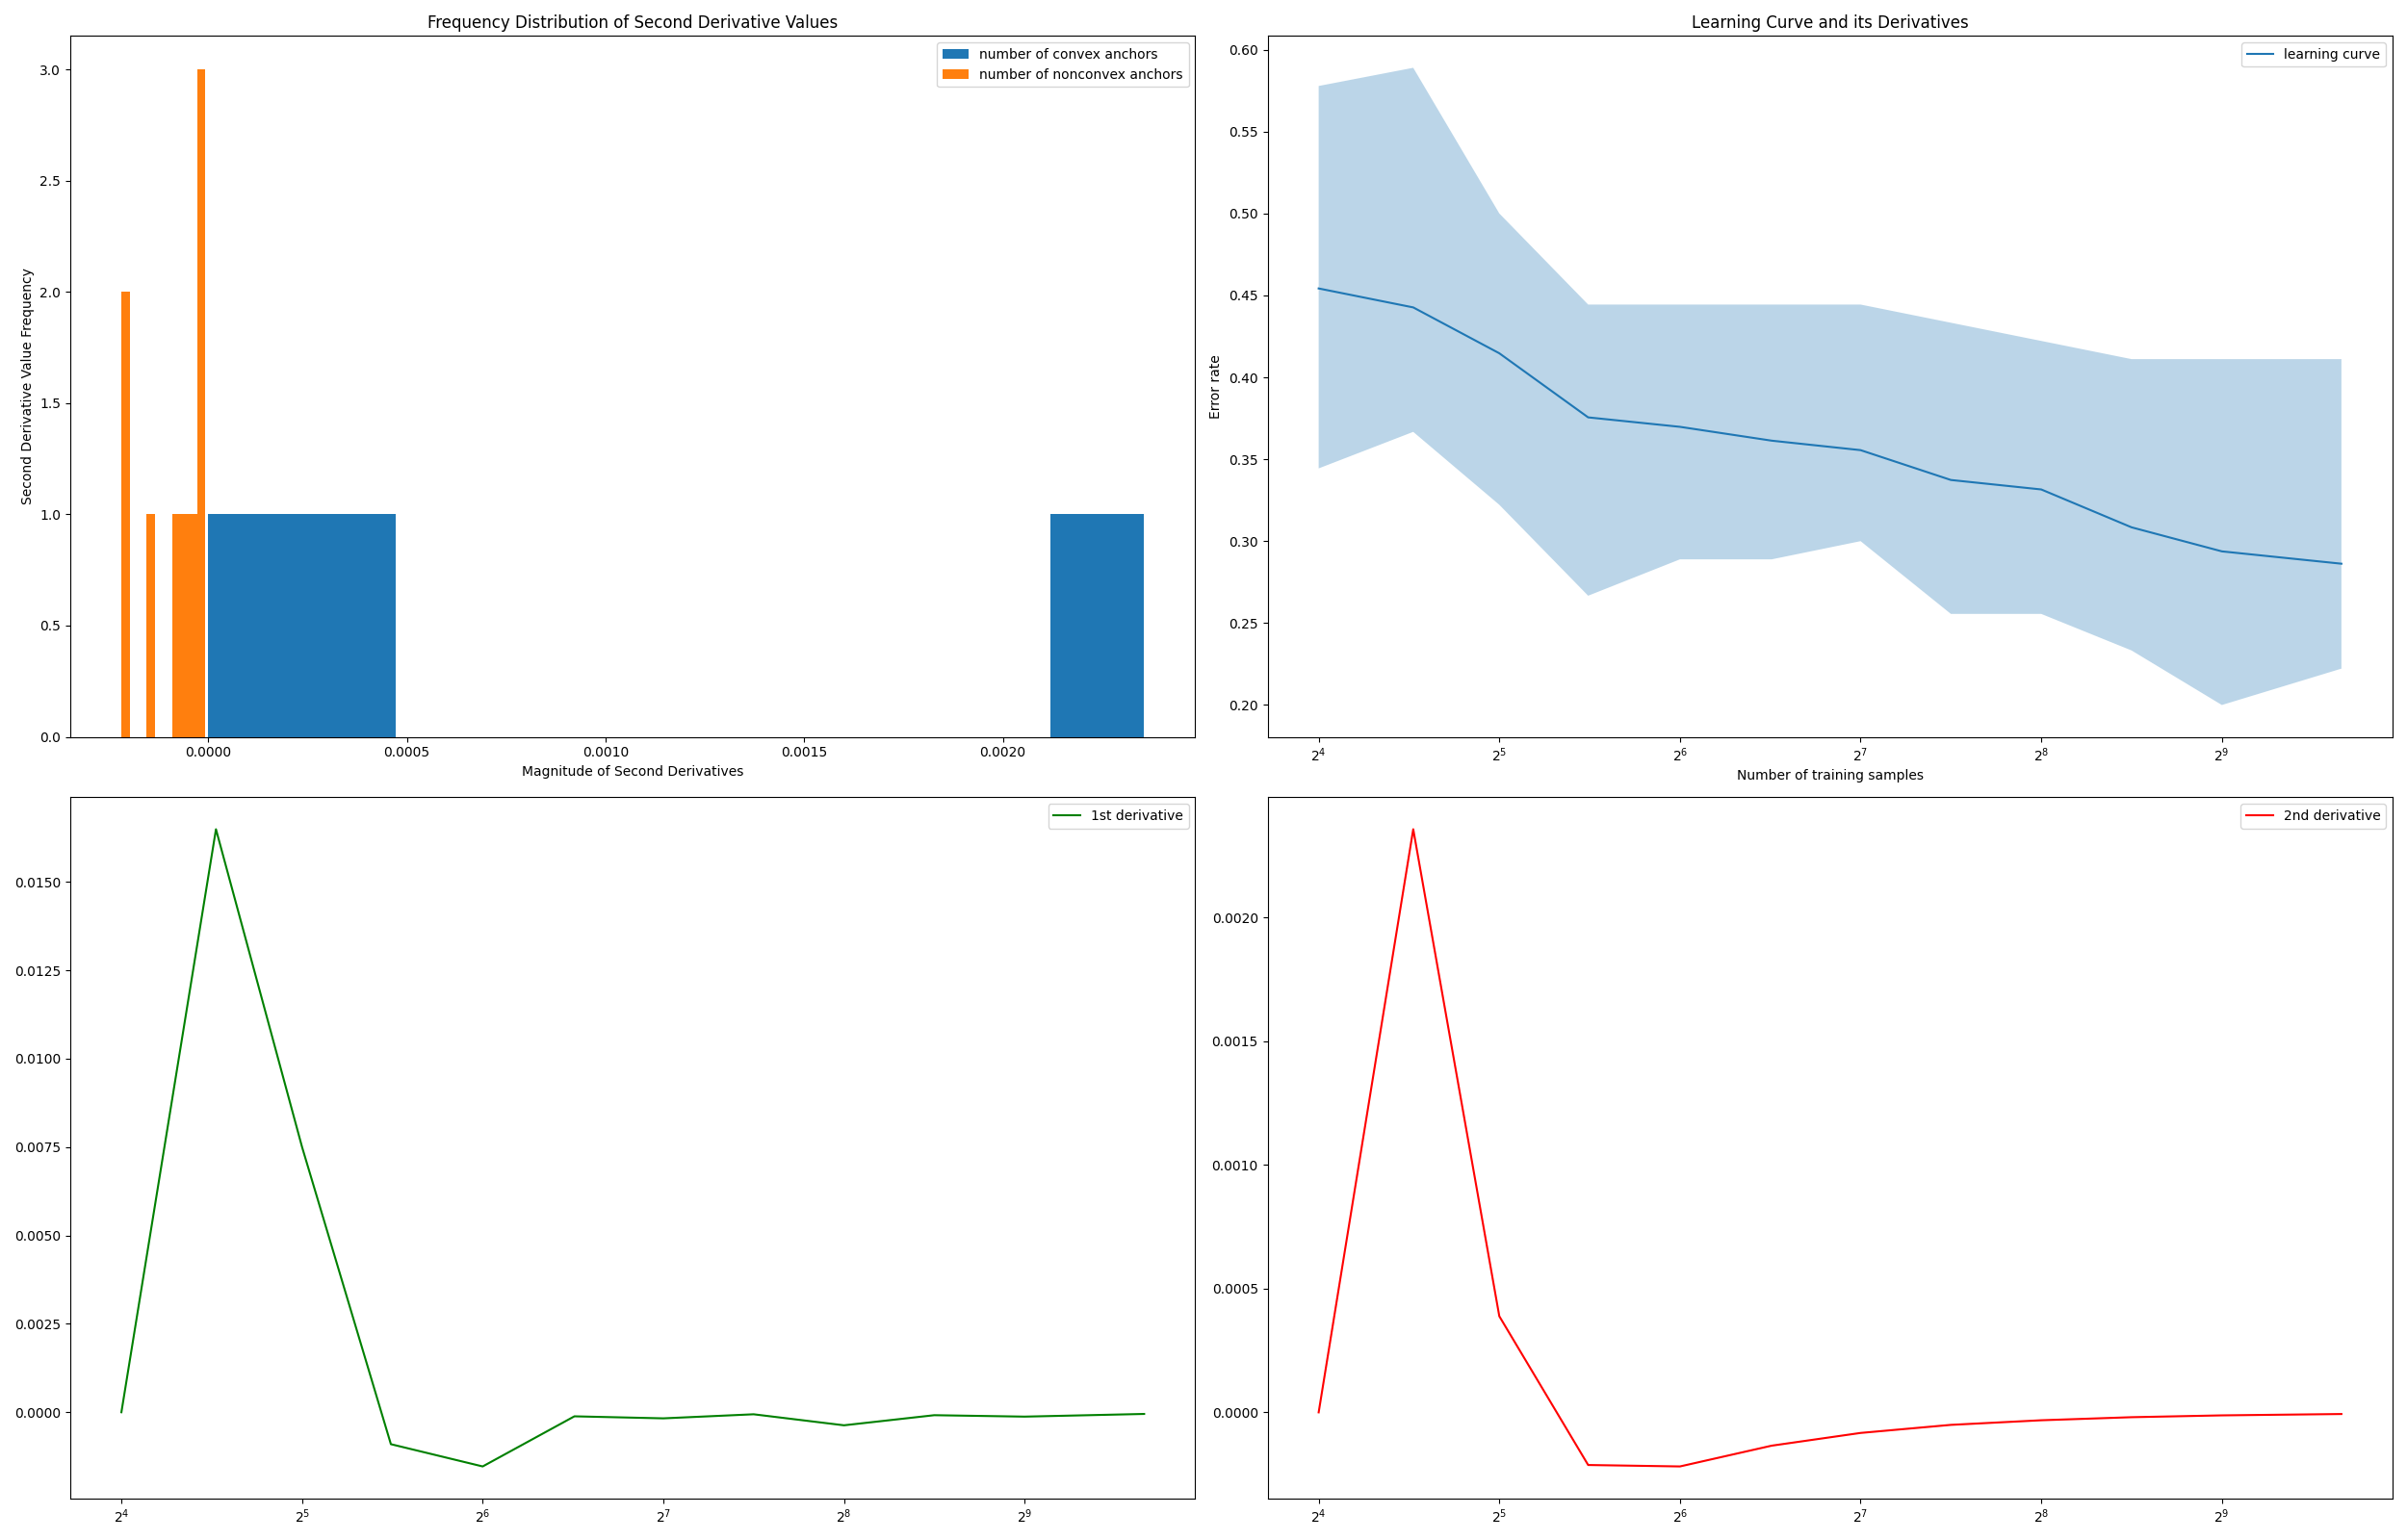 Frequency Distribution of Second Derivative Values
number of convex anchors
number of nonconvex anchors
Second Derivative Value Frequency
3.0
2.5
2.0
1.5
1.0
0.5
0.0
0.0000 0.0005 0.0010 0.0015 0.0020
Magnitude of Second Derivatives
Learning Curve and its Derivatives
learning curve
Error rate
0.60
0.55
0.50
0.45
0.40
0.35
0.30
0.25
0.20
2⁴ 2⁵ 2⁶ 2⁷ 2⁸ 2⁹
Number of training samples
1st derivative
0.0150
0.0125
0.0100
0.0075
0.0050
0.0025
0.0000
2⁴ 2⁵ 2⁶ 2⁷ 2⁸ 2⁹
2nd derivative
0.0020
0.0015
0.0010
0.0005
0.0000
2⁴ 2⁵ 2⁶ 2⁷ 2⁸ 2⁹